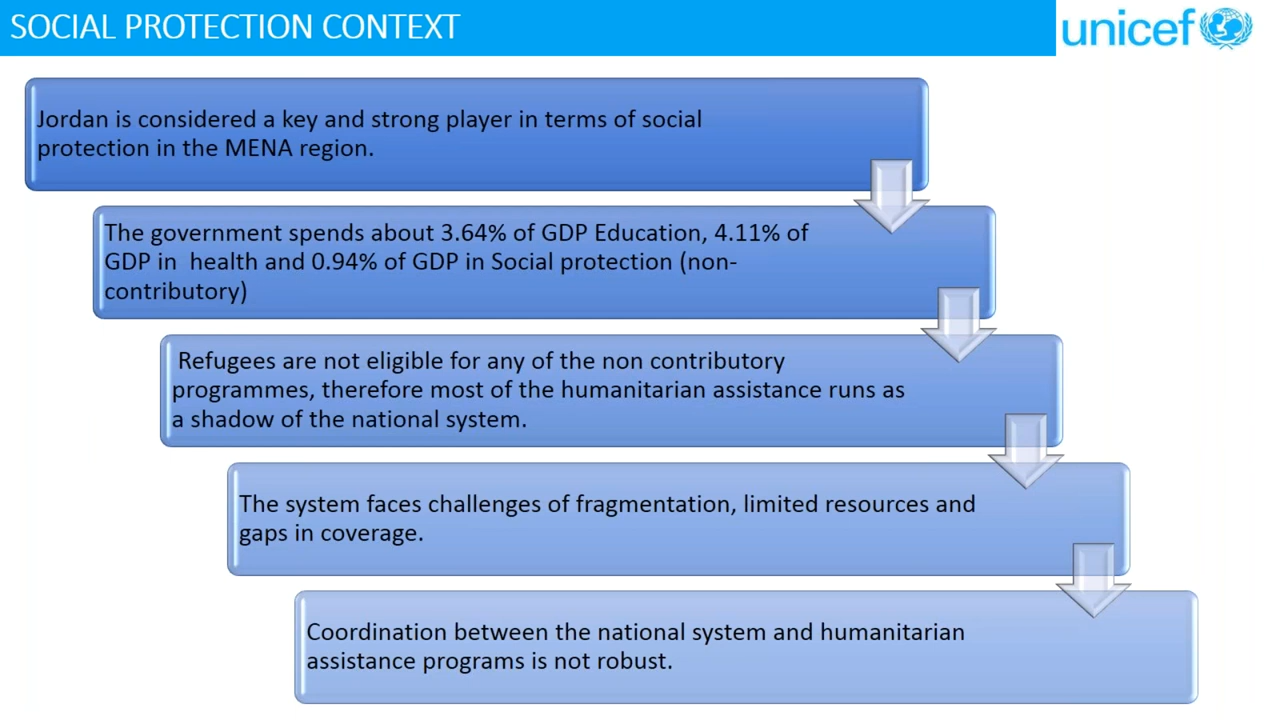 SOCIAL PROTECTION CONTEXT
unicef
Jordan is considered a key and strong player in terms of social
protection in the MENA region.
The government spends about 3.64% of GDP Education, 4.11% of
GDP in  health and 0.94% of GDP in Social protection (non-
contributory)
Refugees are not eligible for any of the non contributory
programmes, therefore most of the humanitarian assistance runs as
a shadow of the national system.
The system faces challenges of fragmentation, limited resources and
gaps in coverage.
Coordination between the national system and humanitarian
assistance programs is not robust.